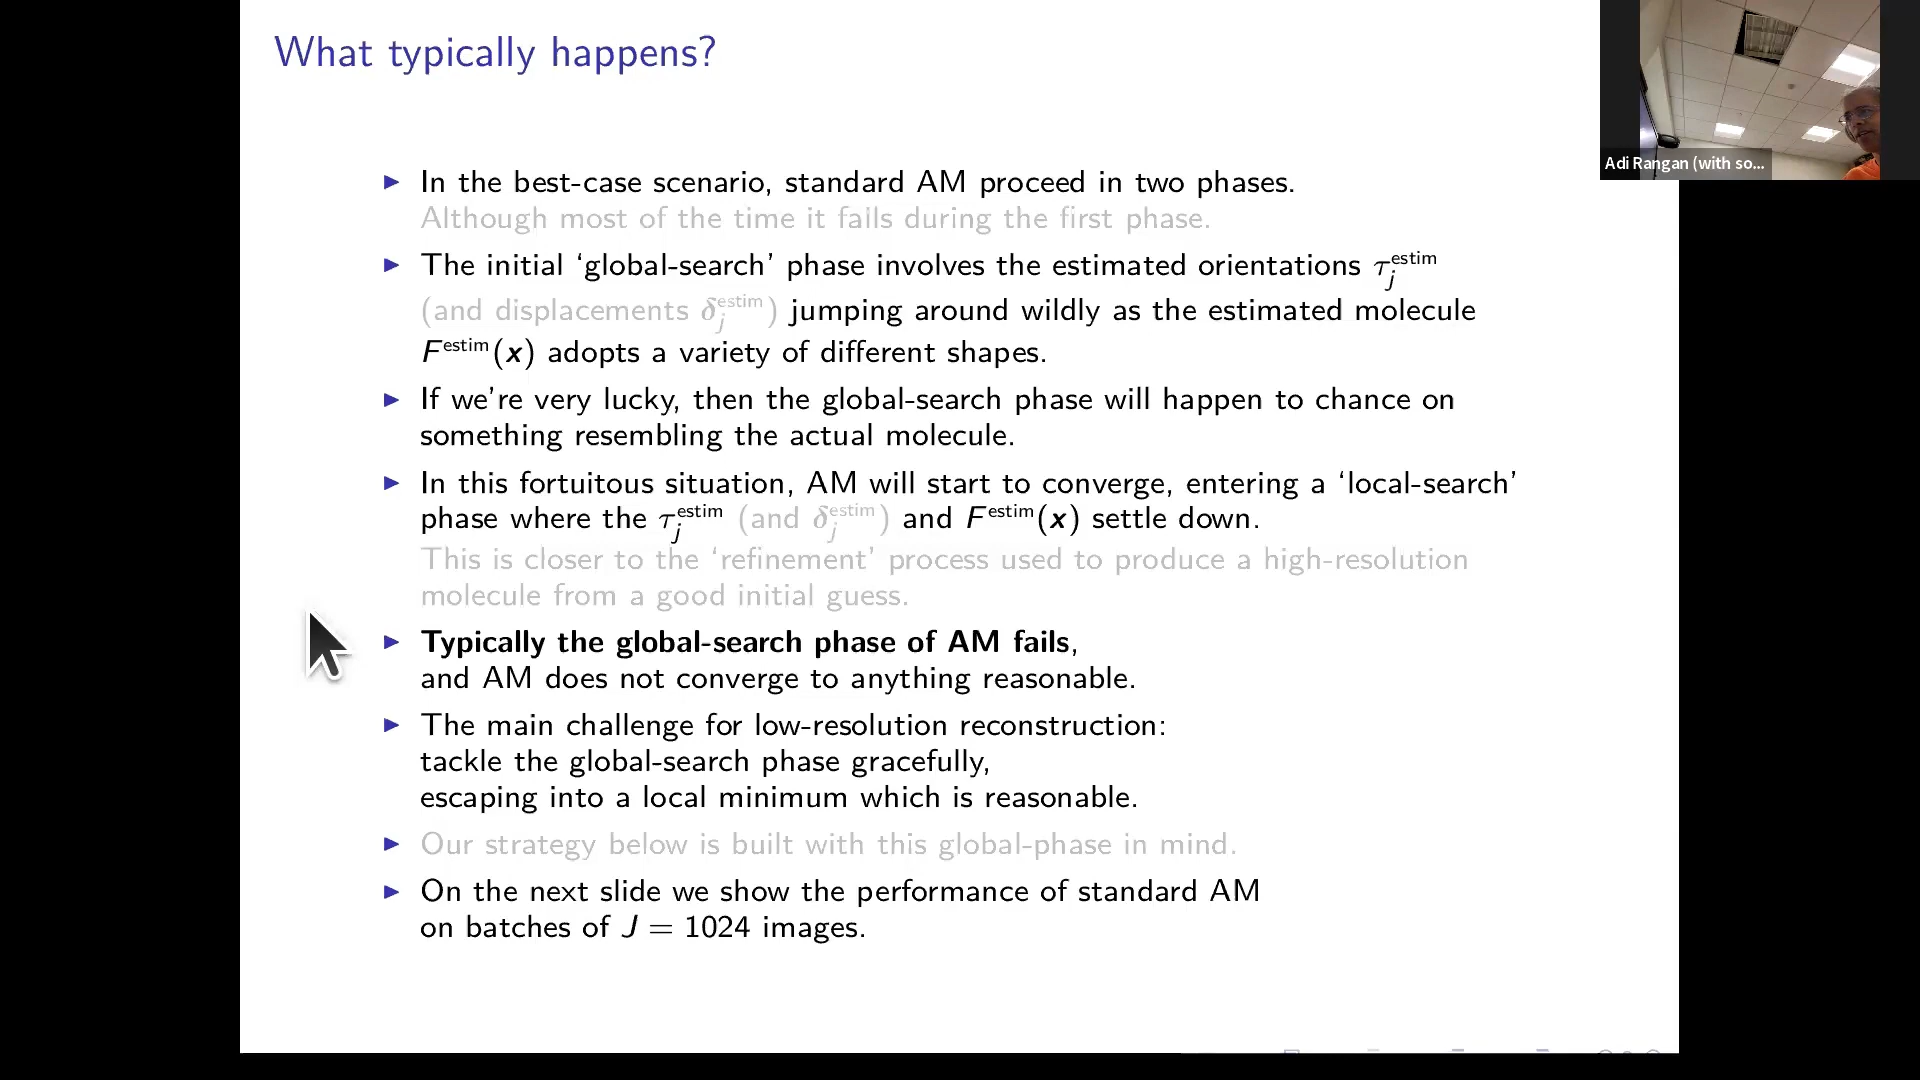 What typically happens?
Adi Rangan (with so...
In the best-case scenario, standard AM proceed in two phases.
Although most of the time it fails during the first phase.
The initial ‘global-search’ phase involves the estimated orientations τ_j^estim
(and displacements δ_j^estim) jumping around wildly as the estimated molecule
F^estim(x) adopts a variety of different shapes.
If we’re very lucky, then the global-search phase will happen to chance on
something resembling the actual molecule.
In this fortuitous situation, AM will start to converge, entering a ‘local-search’
phase where the τ_j^estim (and δ_j^estim) and F^estim(x) settle down.
This is closer to the ‘refinement’ process used to produce a high-resolution
molecule from a good initial guess.
Typically the global-search phase of AM fails,
and AM does not converge to anything reasonable.
The main challenge for low-resolution reconstruction:
tackle the global-search phase gracefully,
escaping into a local minimum which is reasonable.
Our strategy below is built with this global-phase in mind.
On the next slide we show the performance of standard AM
on batches of J = 1024 images.